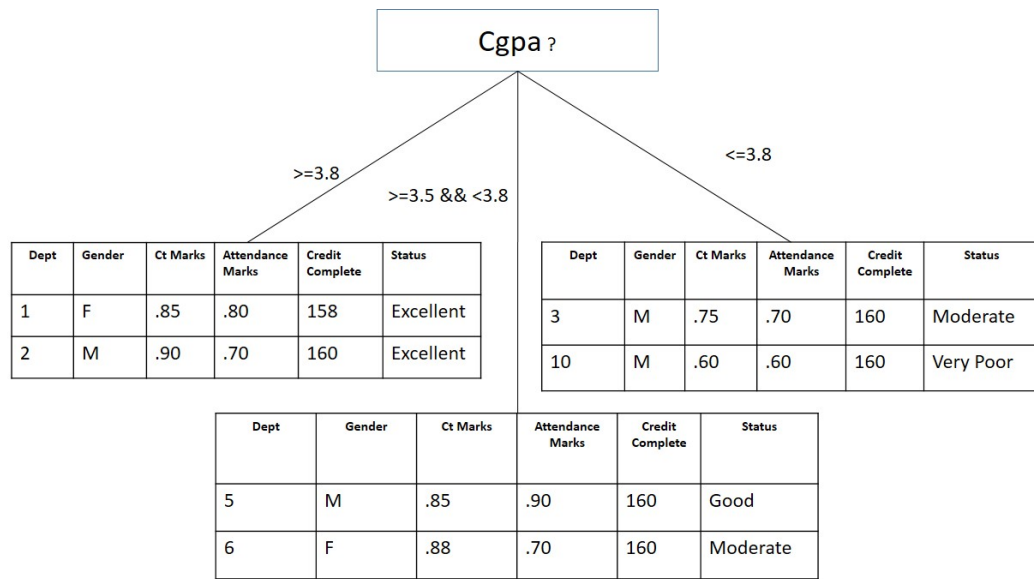 Cgpa ?
>=3.8
>=3.5 && <3.8
<=3.8
Dept Gender Ct Marks Attendance Marks Credit Complete Status
1 F .85 .80 158 Excellent
2 M .90 .70 160 Excellent
Dept Gender Ct Marks Attendance Marks Credit Complete Status
3 M .75 .70 160 Moderate
10 M .60 .60 160 Very Poor
Dept Gender Ct Marks Attendance Marks Credit Complete Status
5 M .85 .90 160 Good
6 F .88 .70 160 Moderate